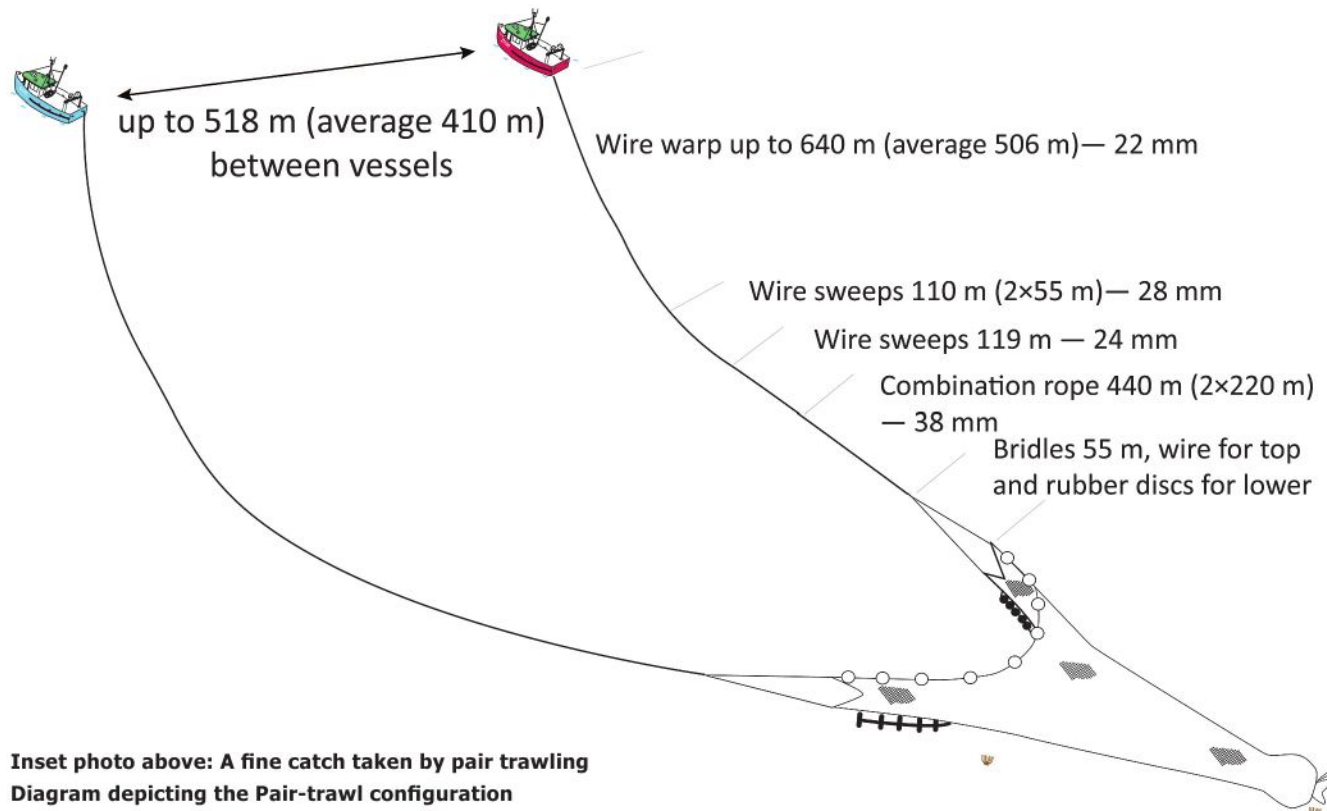 up to 518 m (average 410 m)
between vessels
Wire warp up to 640 m (average 506 m)— 22 mm
Wire sweeps 110 m (2×55 m)— 28 mm
Wire sweeps 119 m — 24 mm
Combination rope 440 m (2×220 m)
— 38 mm
Bridles 55 m, wire for top
and rubber discs for lower
Inset photo above: A fine catch taken by pair trawling
Diagram depicting the Pair-trawl configuration